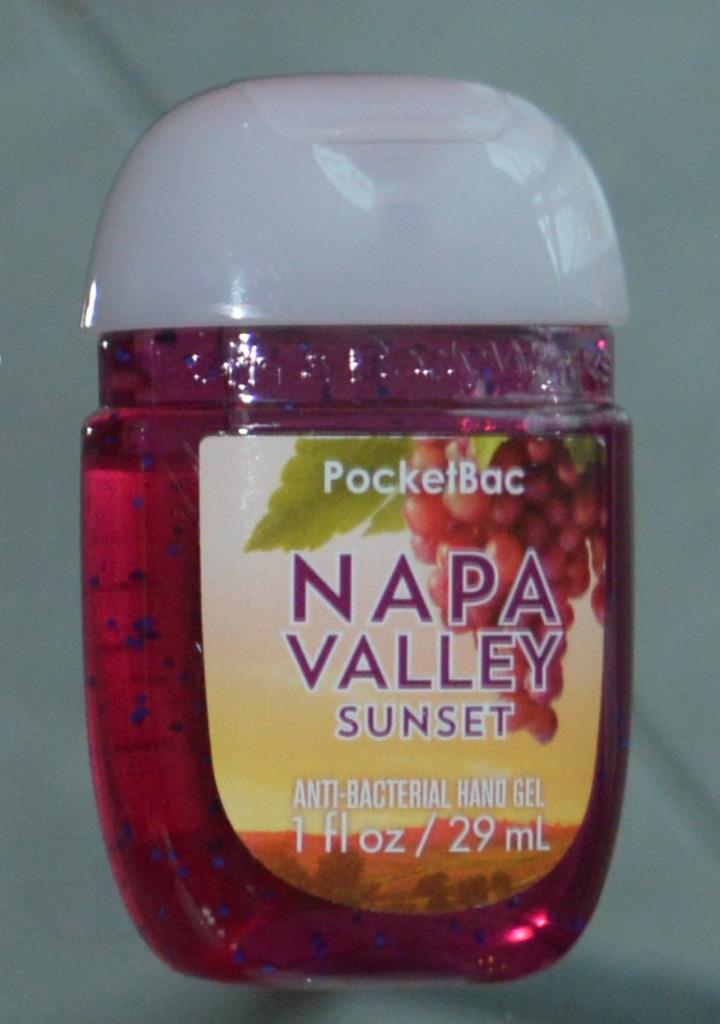 PocketBac
NAPA
VALLEY
SUNSET
ANTI-BACTERIAL HAND GEL
1 fl oz / 29 mL